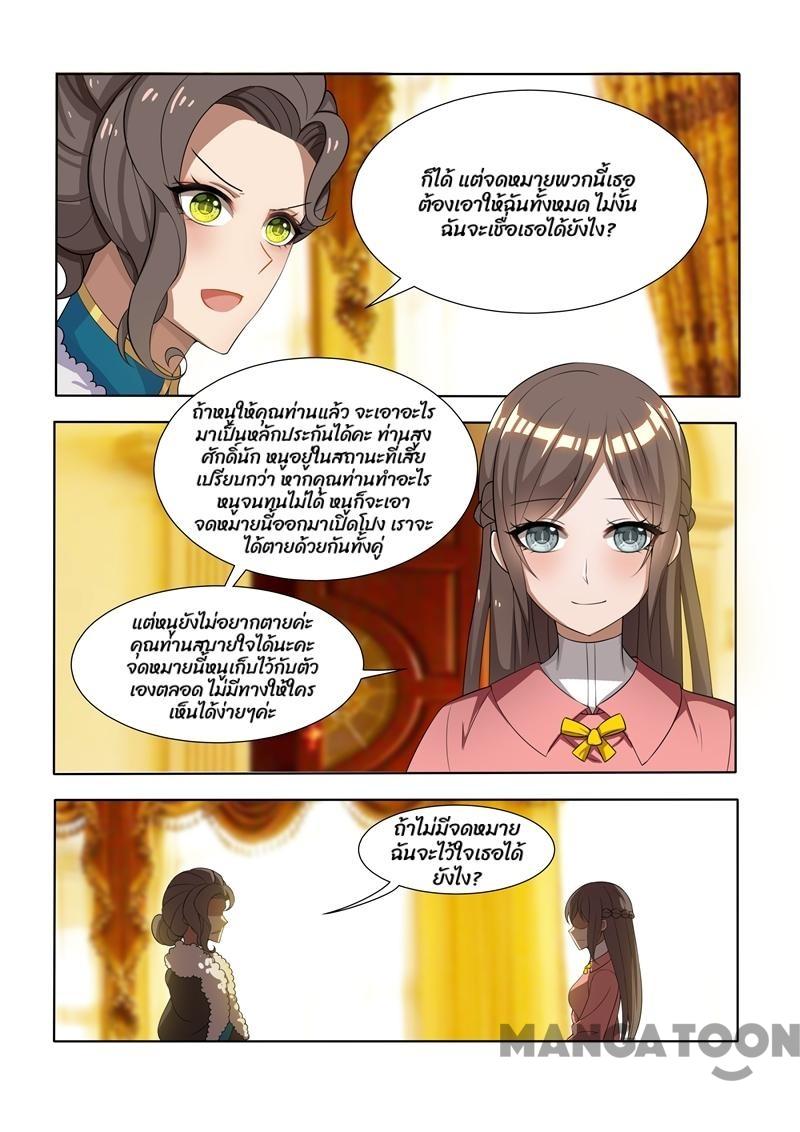 ก็ได้ แต่จดหมายพวกนี้เธอ
ต้องเอาให้ฉันทั้งหมด ไม่งั้น
ฉันจะเชื่อเธอได้ยังไง?
ถ้าหนูให้คุณท่านแล้ว จะเอาอะไร
มาเป็นหลักประกันได้คะ ท่านสูง
ศักดิ์นัก หนูอยู่ในสถานะที่เสีย
เปรียบกว่า หากคุณท่านทำอะไร
หนูจนทนไม่ได้ หนูก็จะเอา
จดหมายนี้ออกมาเปิดโปง เราจะ
ได้ตายด้วยกันทั้งคู่
แต่หนูยังไม่อยากตายค่ะ
คุณท่านสบายใจได้นะคะ
จดหมายนี้หนูเก็บไว้กับตัว
เองตลอด ไม่มีทางให้ใคร
เห็นได้ง่ายๆค่ะ
ถ้าไม่มีจดหมาย
ฉันจะไว้ใจเธอได้
ยังไง?
MANGATOON